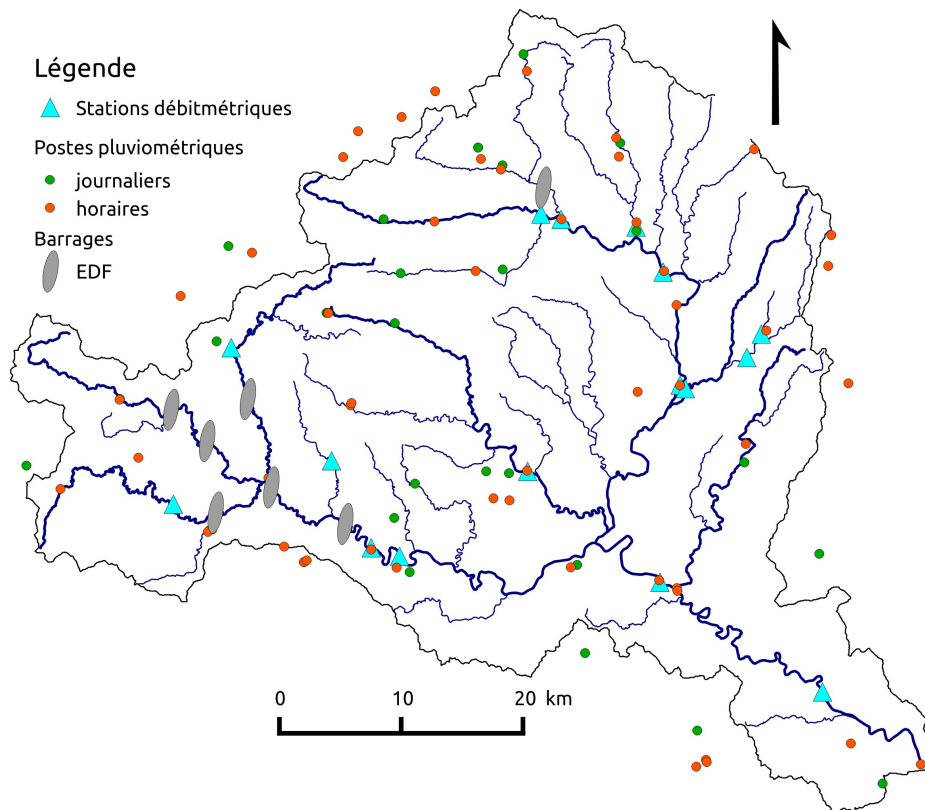 Légende
Stations débitmétriques
Postes pluviométriques
journaliers
horaires
Barrages
EDF
0 10 20 km